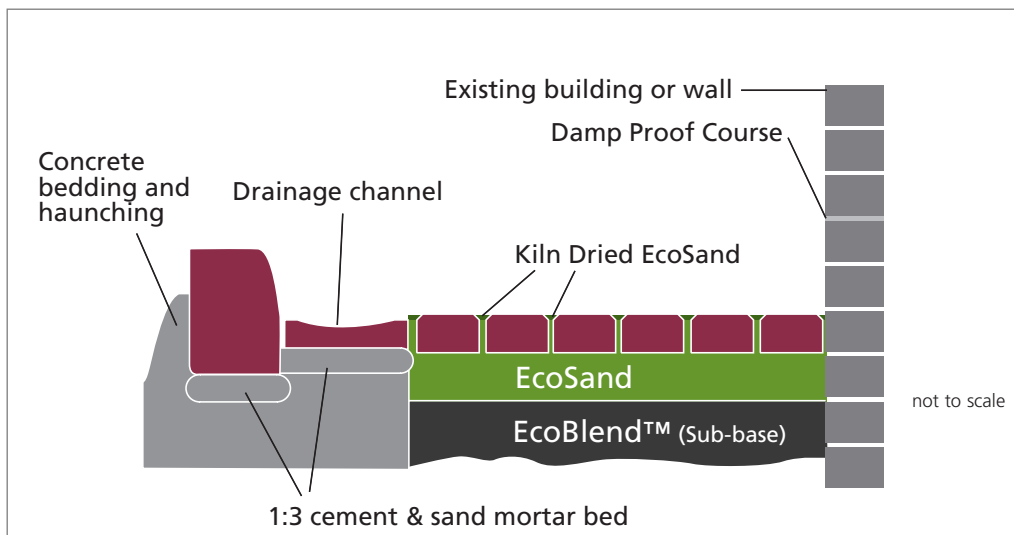 Existing building or wall
Damp Proof Course
Concrete
bedding and
haunching
Drainage channel
Kiln Dried EcoSand
EcoSand
not to scale
EcoBlend™ (Sub-base)
1:3 cement & sand mortar bed